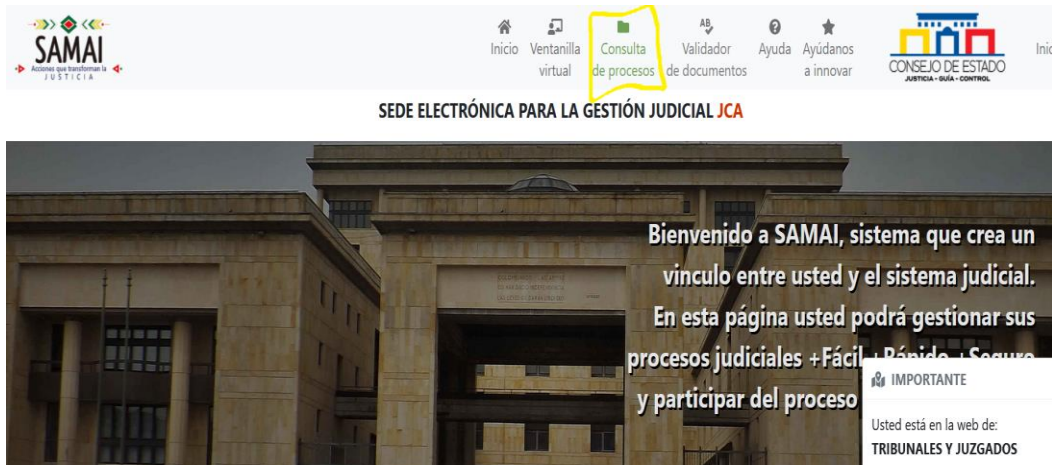 SAMAI
Acciones que transforman la
JUSTICIA
Inicio
Ventanilla
virtual
Consulta
de procesos
AB
Validador
de documentos
Ayuda
Ayúdanos
a innovar
CONSEJO DE ESTADO
JUSTICIA - GUÍA - CONTROL
SEDE ELECTRÓNICA PARA LA GESTIÓN JUDICIAL JCA
Bienvenido a SAMAI, sistema que crea un
vinculo entre usted y el sistema judicial.
En esta página usted podrá gestionar sus
procesos judiciales +Fácil +Rápido +Seguro
y participar del proceso
IMPORTANTE
Usted está en la web de:
TRIBUNALES Y JUZGADOS